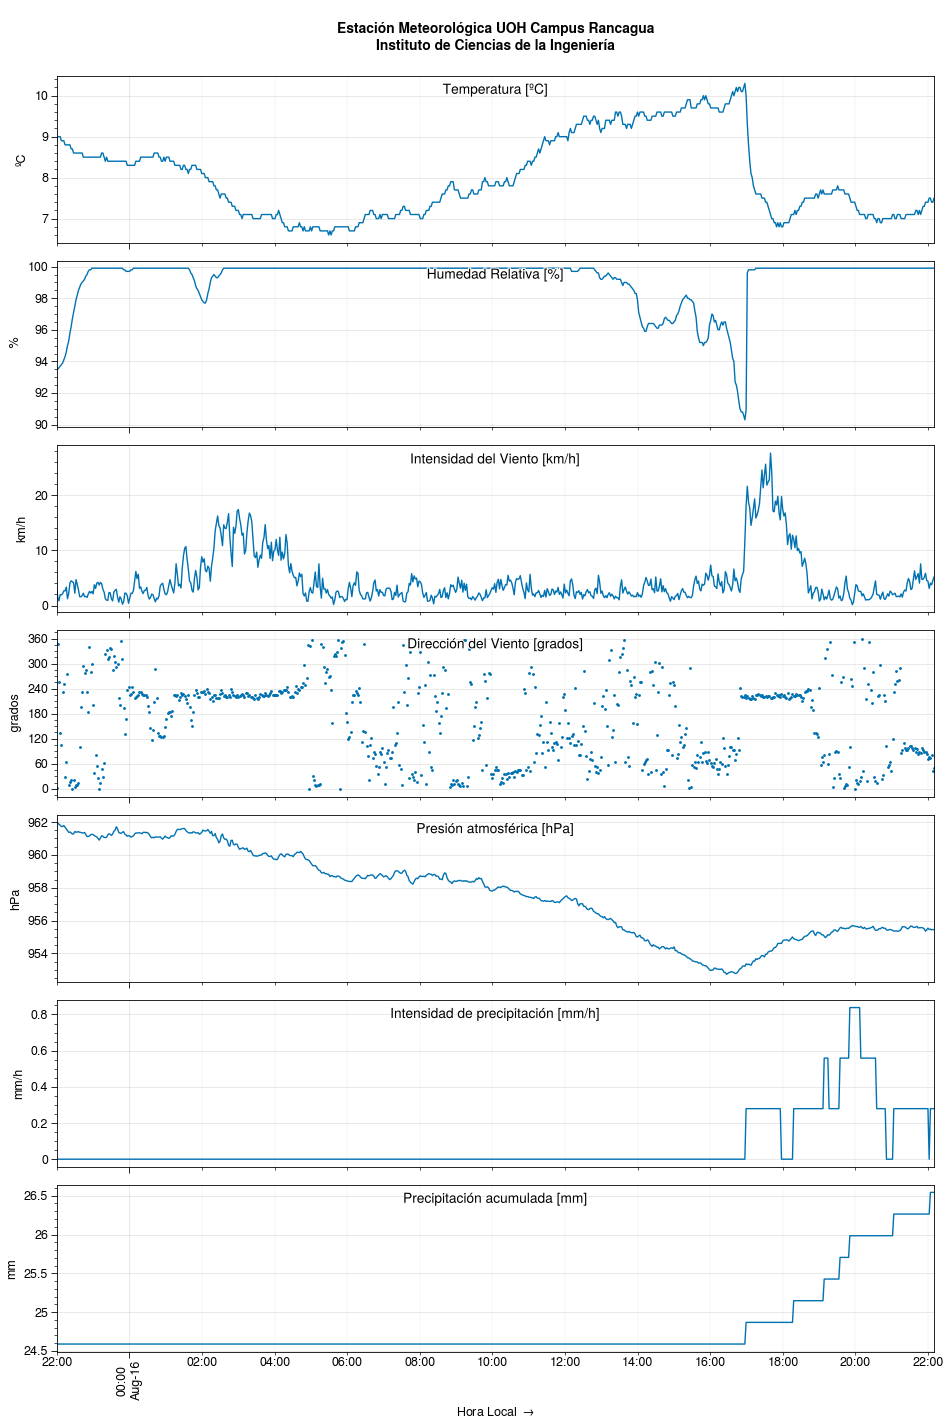 Estación Meteorológica UOH Campus Rancagua
Instituto de Ciencias de la Ingeniería
Temperatura [ºC]
ºC
10
9
8
7
Humedad Relativa [%]
%
100
98
96
94
92
90
Intensidad del Viento [km/h]
km/h
20
10
0
Dirección del Viento [grados]
grados
360
300
240
180
120
60
0
Presión atmosférica [hPa]
hPa
962
960
958
956
954
Intensidad de precipitación [mm/h]
mm/h
0.8
0.6
0.4
0.2
0
Precipitación acumulada [mm]
mm
26.5
26
25.5
25
24.5
22:00
00:00
Aug-16
02:00
04:00
06:00
08:00
10:00
12:00
14:00
16:00
18:00
20:00
22:00
Hora Local →